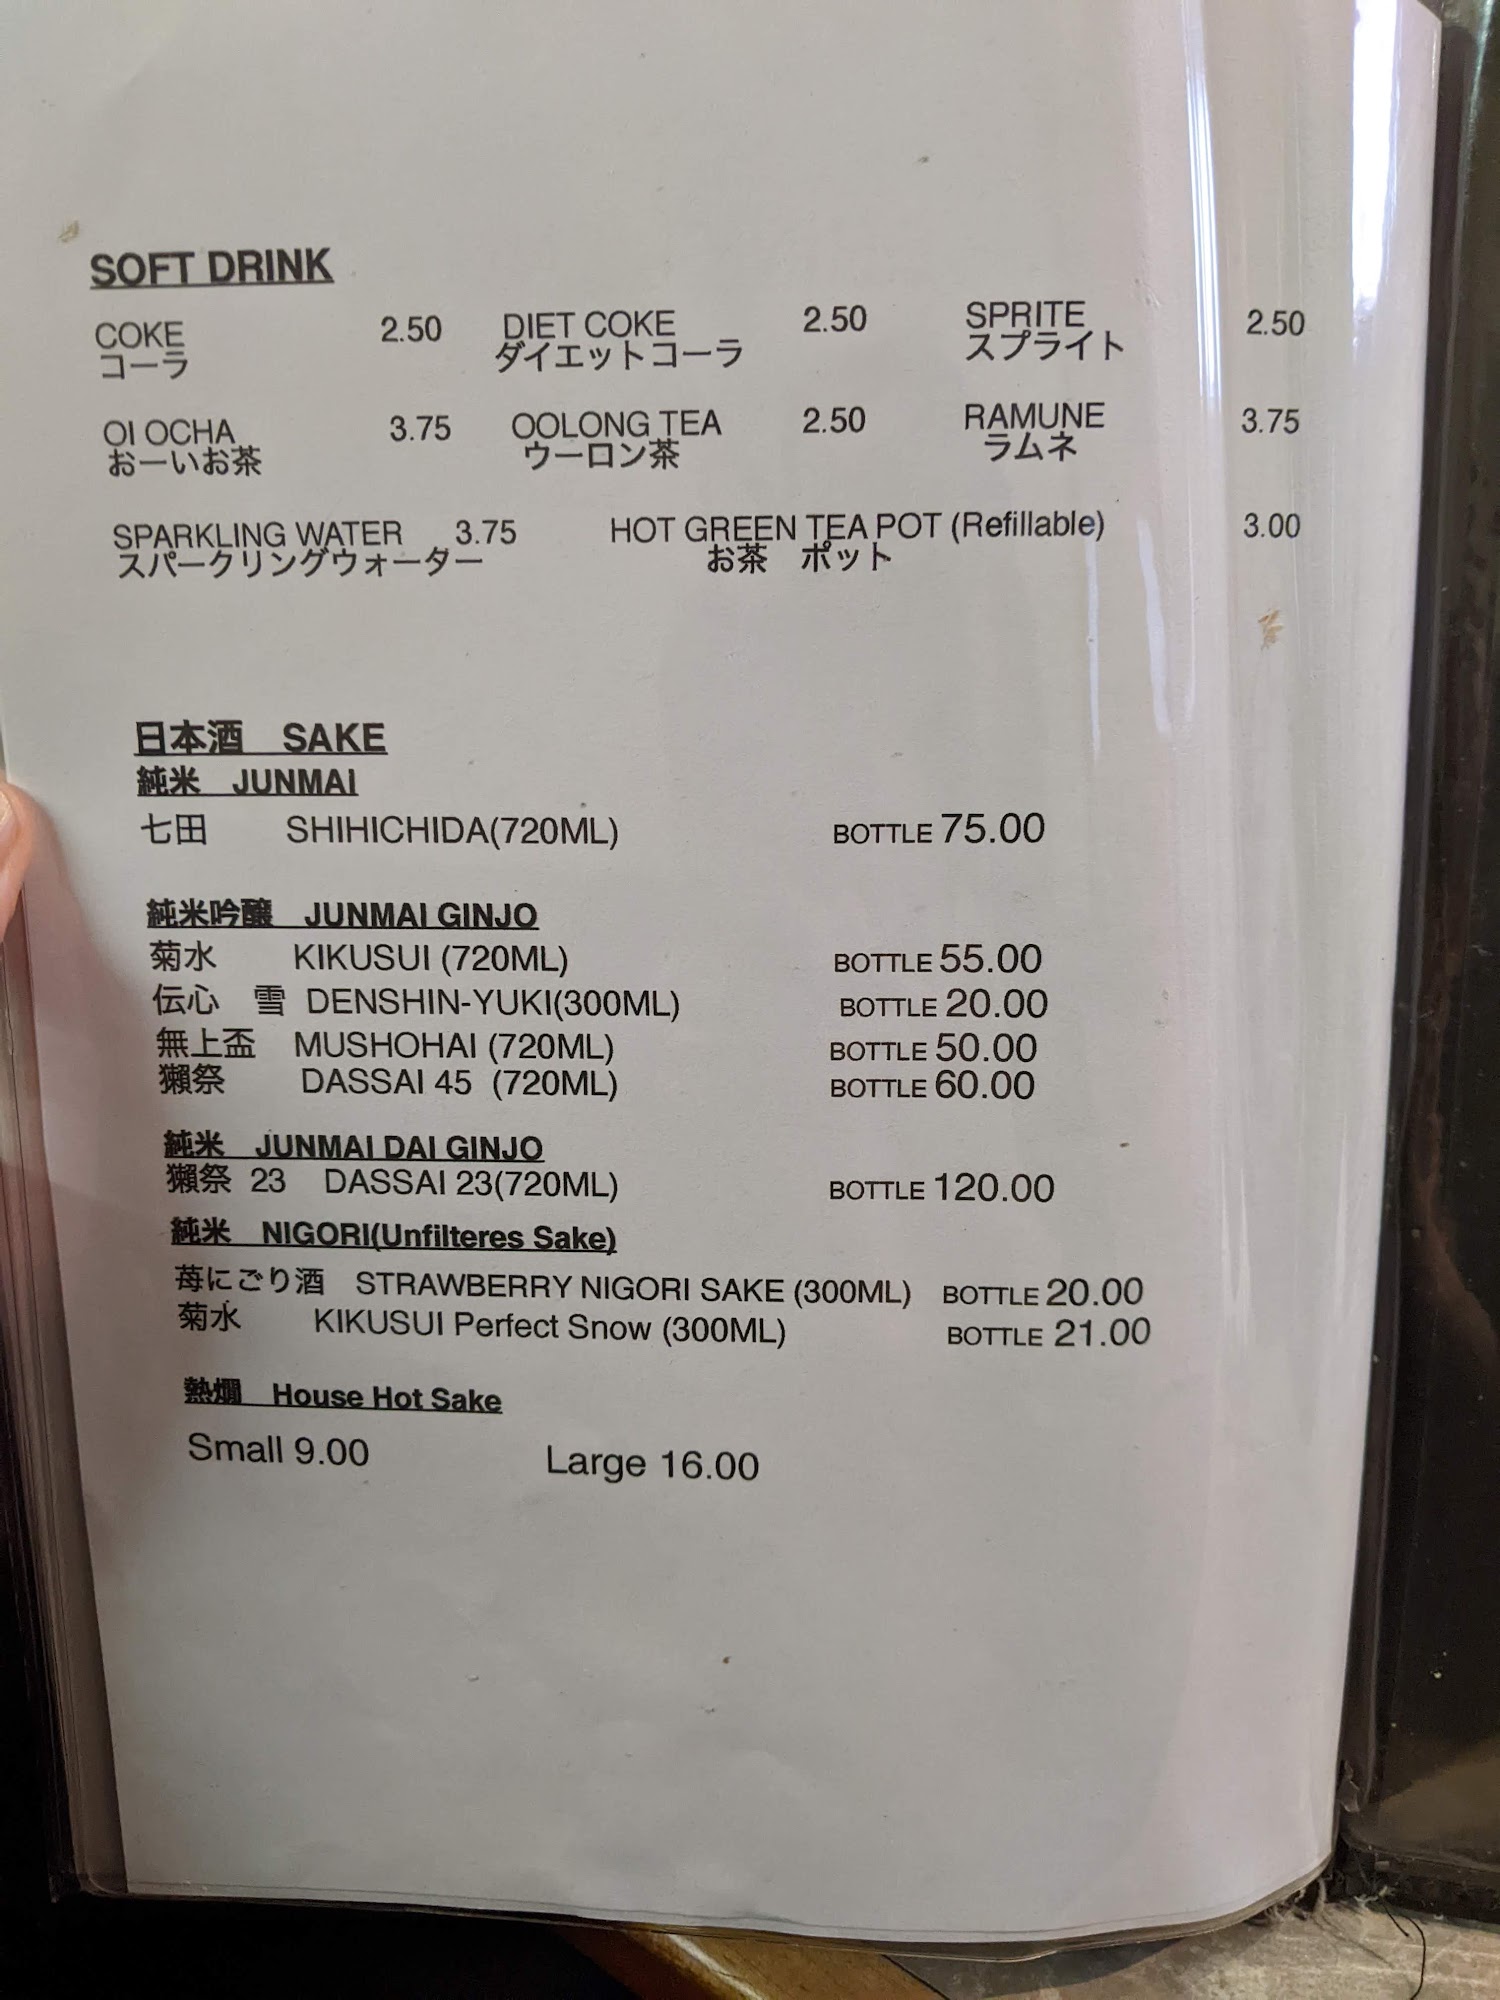 SOFT DRINK
COKE 2.50 DIET COKE 2.50 SPRITE 2.50
コーラ ダイエットコーラ スプライト
OI OCHA 3.75 OOLONG TEA 2.50 RAMUNE 3.75
おーいお茶 ウーロン茶 ラムネ
SPARKLING WATER 3.75 HOT GREEN TEA POT (Refillable) 3.00
スパークリングウォーター お茶 ポット
日本酒 SAKE
純米 JUNMAI
七田 SHIHICHIDA(720ML) BOTTLE 75.00
純米吟醸 JUNMAI GINJO
菊水 KIKUSUI (720ML) BOTTLE 55.00
伝心 雪 DENSHIN-YUKI(300ML) BOTTLE 20.00
無上盃 MUSHOHAI (720ML) BOTTLE 50.00
獺祭 DASSAI 45 (720ML) BOTTLE 60.00
純米 JUNMAI DAI GINJO
獺祭 23 DASSAI 23(720ML) BOTTLE 120.00
純米 NIGORI(Unfilteres Sake)
苺にごり酒 STRAWBERRY NIGORI SAKE (300ML) BOTTLE 20.00
菊水 KIKUSUI Perfect Snow (300ML) BOTTLE 21.00
熱燗 House Hot Sake
Small 9.00 Large 16.00